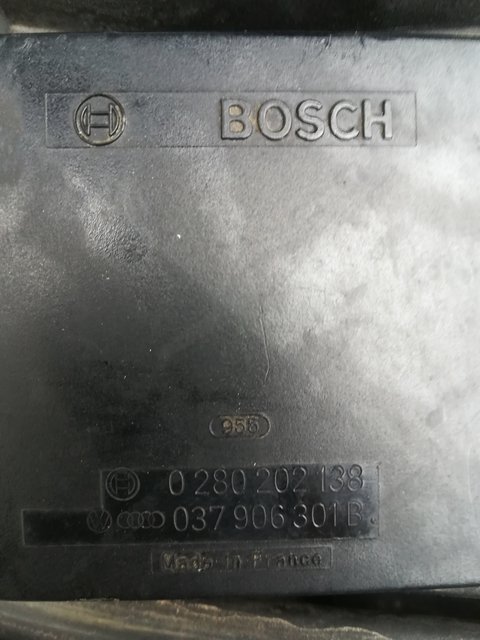 BOSCH
955
0 280 202 138
037 906 301 B
Made in France